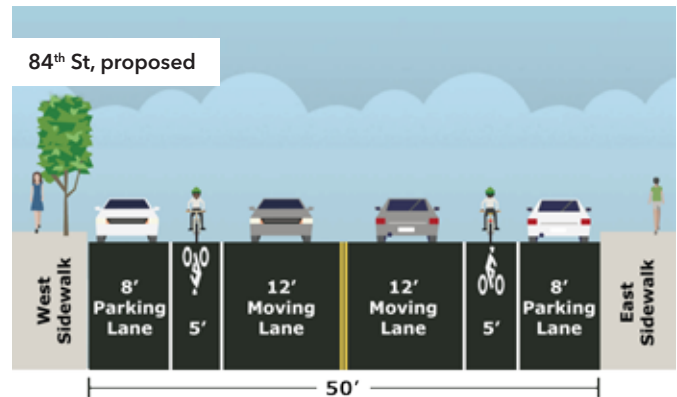 84th St, proposed
West
Sidewalk
8'
Parking
Lane
5'
12'
Moving
Lane
12'
Moving
Lane
5'
8'
Parking
Lane
East
Sidewalk
50'